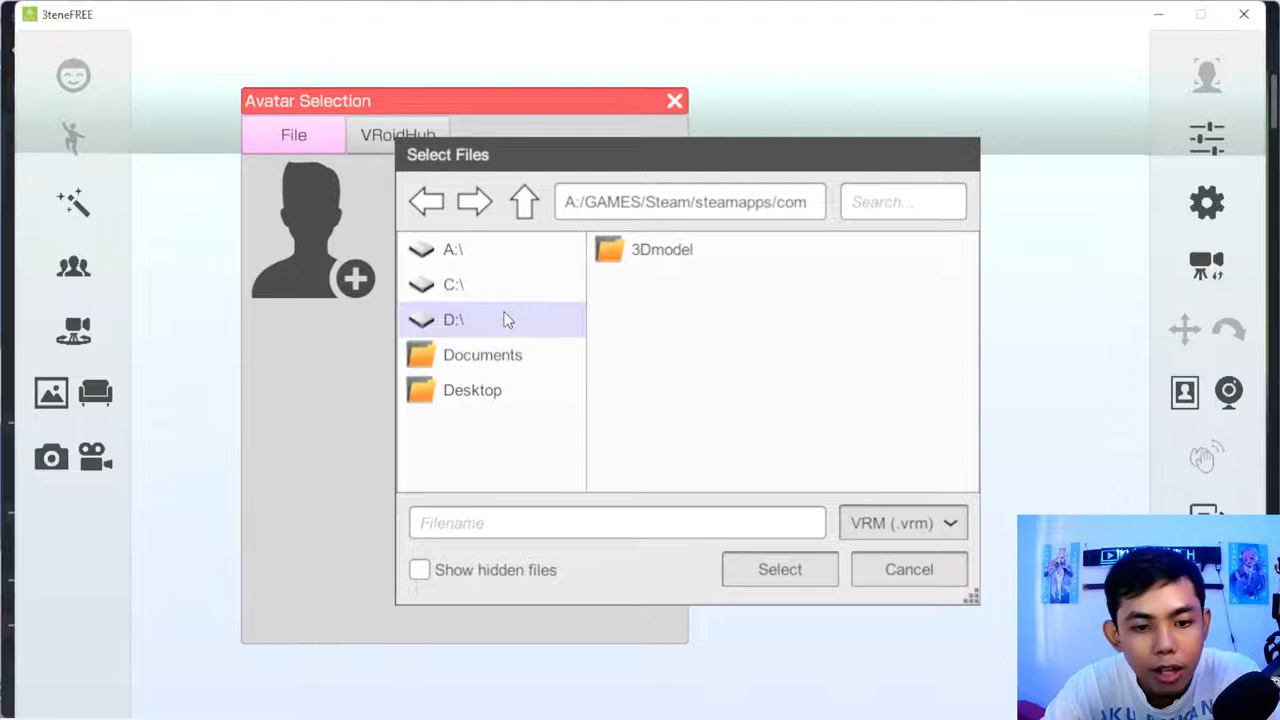 3teneFREE
Avatar Selection
File
VRoidHub
Select Files
A:/GAMES/Steam/steamapps/com
Search...
A:\
C:\
D:\
Documents
Desktop
3Dmodel
Filename
VRM (.vrm)
Show hidden files
Select
Cancel